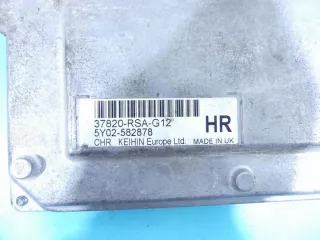 37820-RSA-G12 HR
5Y02-582878
CHR KEIHIN Europe Ltd. MADE IN UK